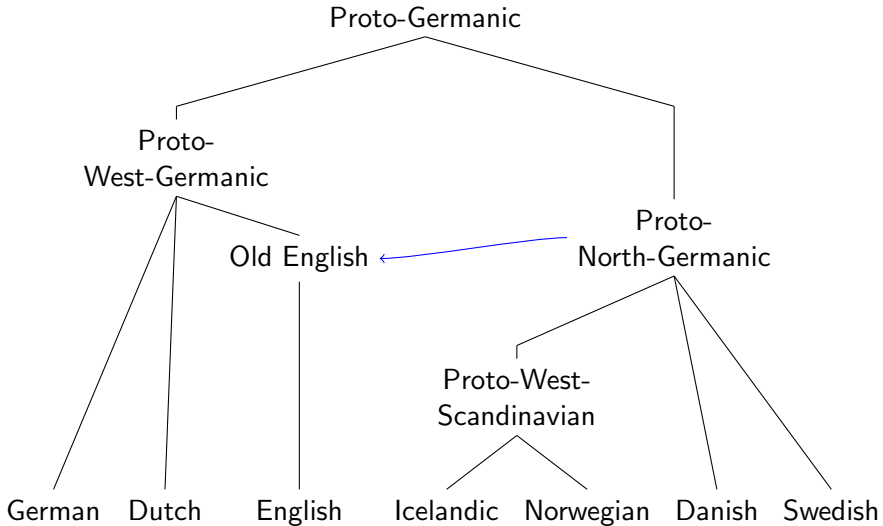 Proto-Germanic
Proto-
West-Germanic
Proto-
North-Germanic
Old English
Proto-West-
Scandinavian
German Dutch English Icelandic Norwegian Danish Swedish